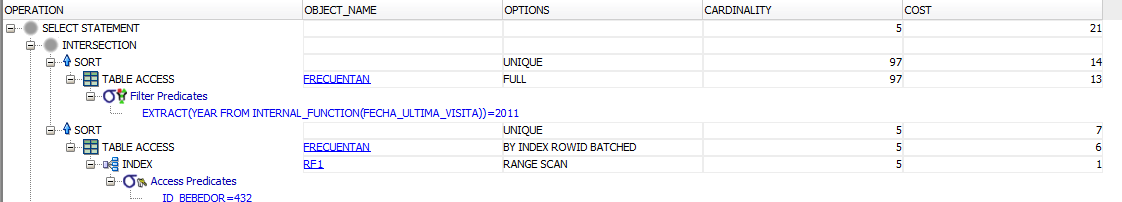 OPERATION OBJECT_NAME OPTIONS CARDINALITY COST
SELECT STATEMENT 5 21
INTERSECTION
SORT UNIQUE 97 14
TABLE ACCESS FRECUENTAN FULL 97 13
Filter Predicates
EXTRACT(YEAR FROM INTERNAL_FUNCTION(FECHA_ULTIMA_VISITA))=2011
SORT UNIQUE 5 7
TABLE ACCESS FRECUENTAN BY INDEX ROWID BATCHED 5 6
INDEX RF1 RANGE SCAN 5 1
Access Predicates
ID_BEBEDOR=432